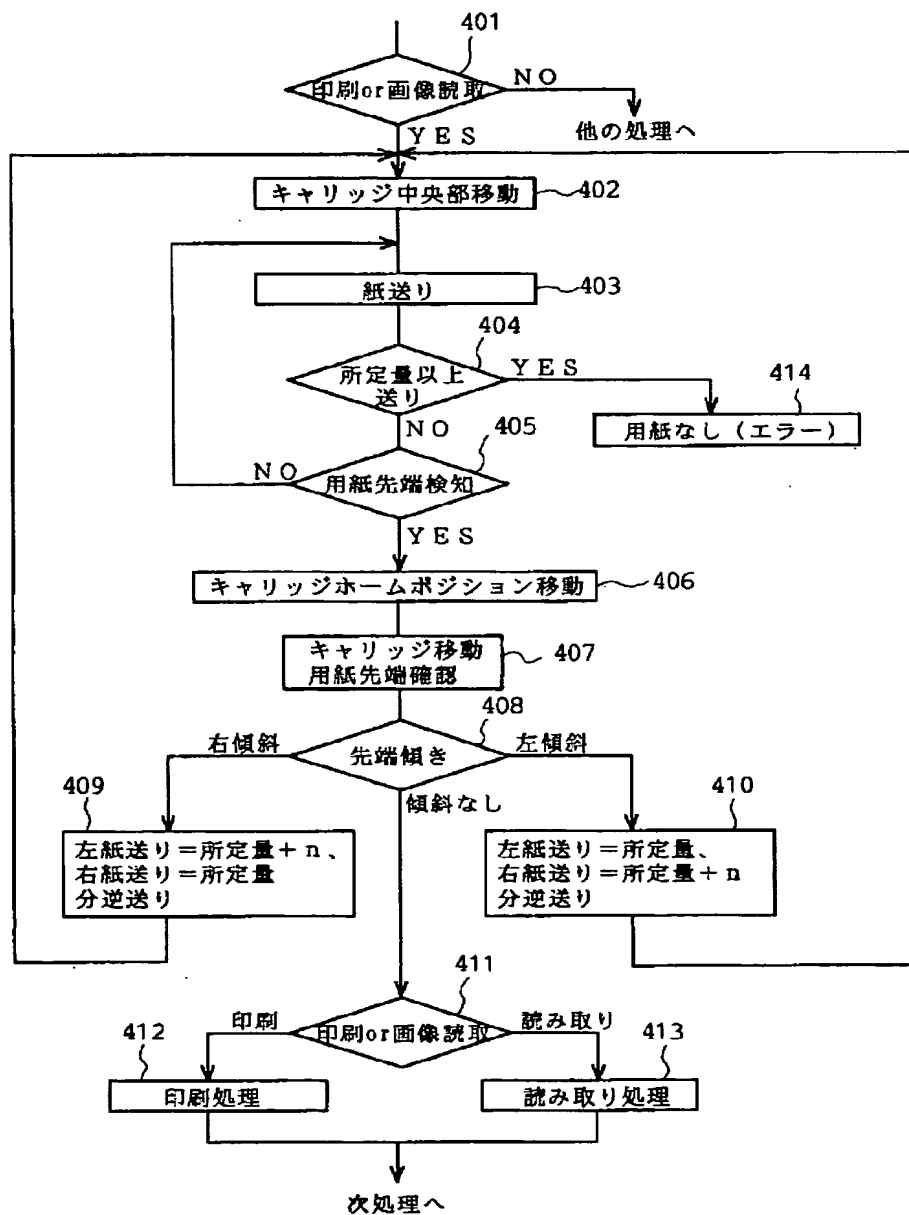 401
印刷or画像読取
NO
他の処理へ
YES
キャリッジ中央部移動
402
紙送り
403
404
所定量以上
送り
YES
414
用紙なし（エラー）
NO
405
用紙先端検知
NO
YES
キャリッジホームポジション移動
406
キャリッジ移動
用紙先端確認
407
408
先端傾き
右傾斜
左傾斜
傾斜なし
409
左紙送り＝所定量＋n、
右紙送り＝所定量
分逆送り
410
左紙送り＝所定量、
右紙送り＝所定量＋n
分逆送り
411
印刷or画像読取
印刷
読み取り
412
印刷処理
413
読み取り処理
次処理へ